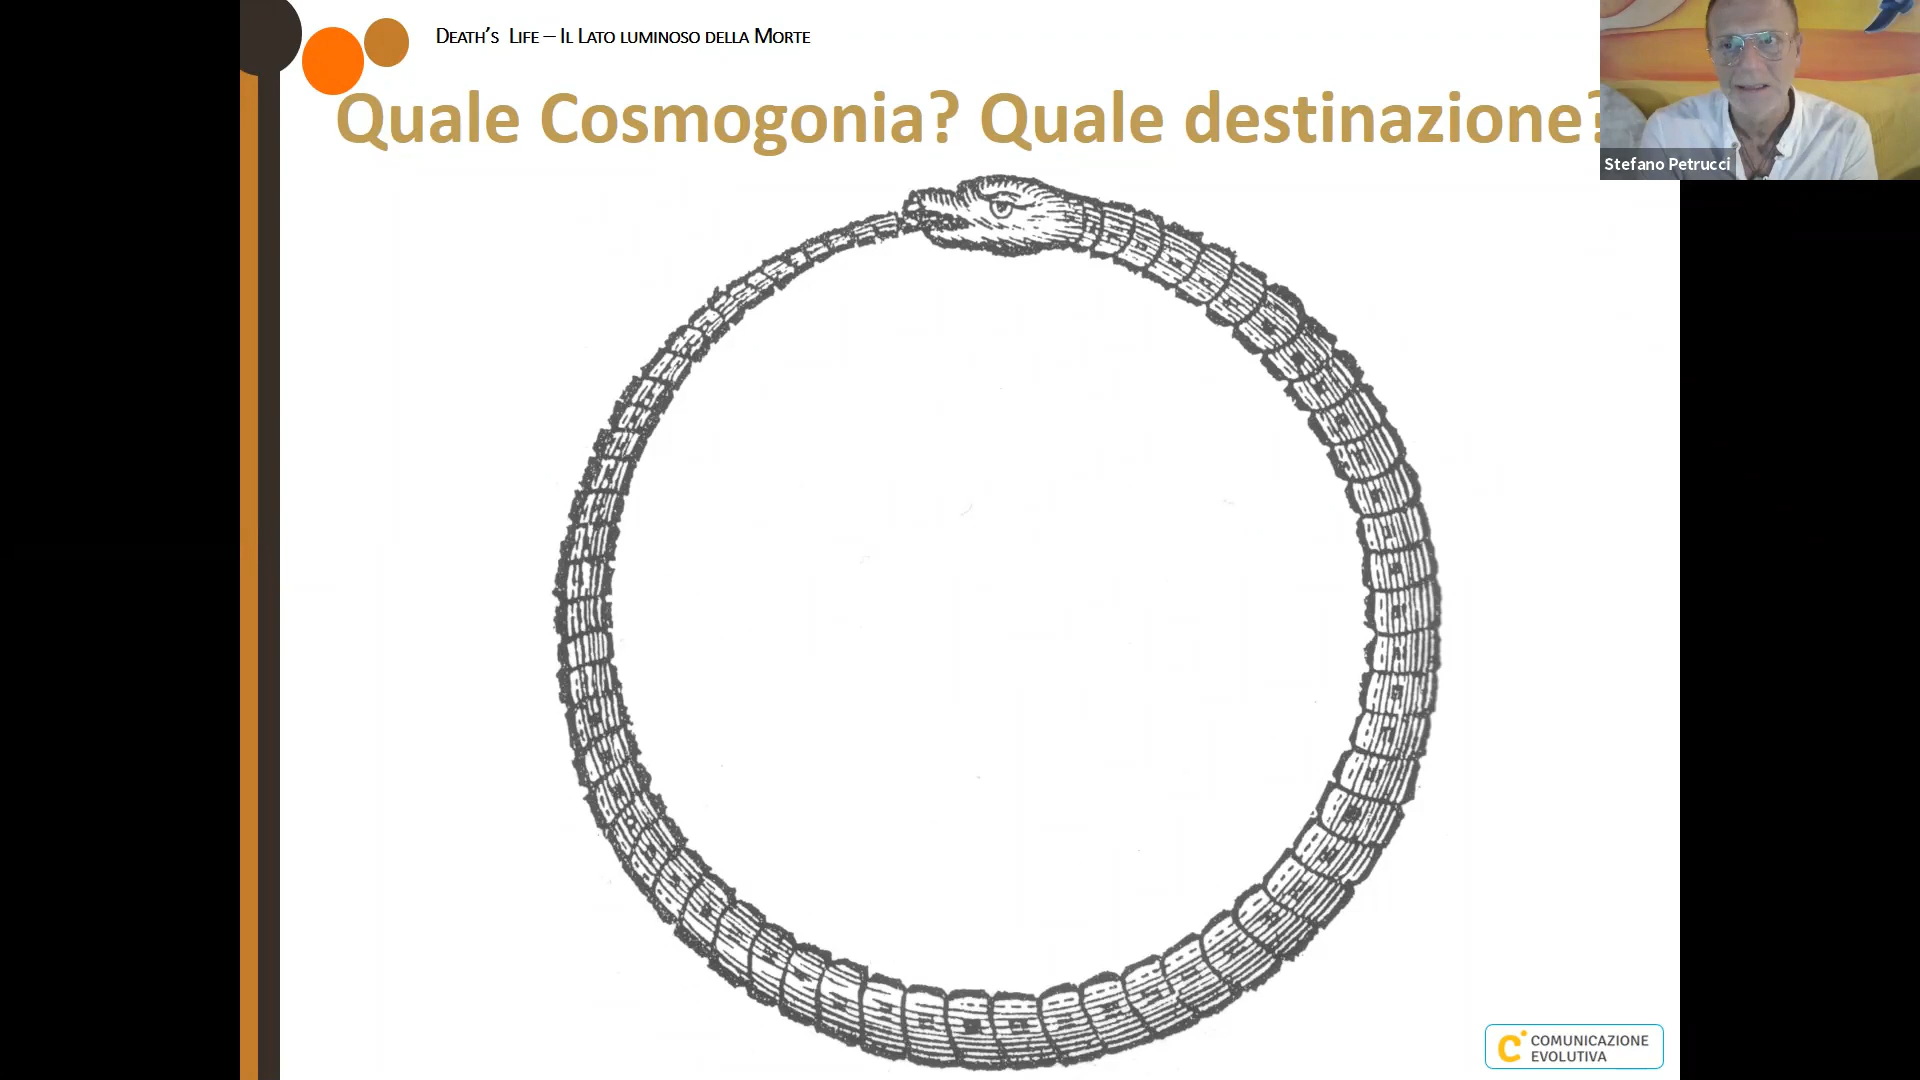 Death's Life – Il Lato luminoso della Morte
Quale Cosmogonia? Quale destinazione?
Stefano Petrucci
COMUNICAZIONE
EVOLUTIVA